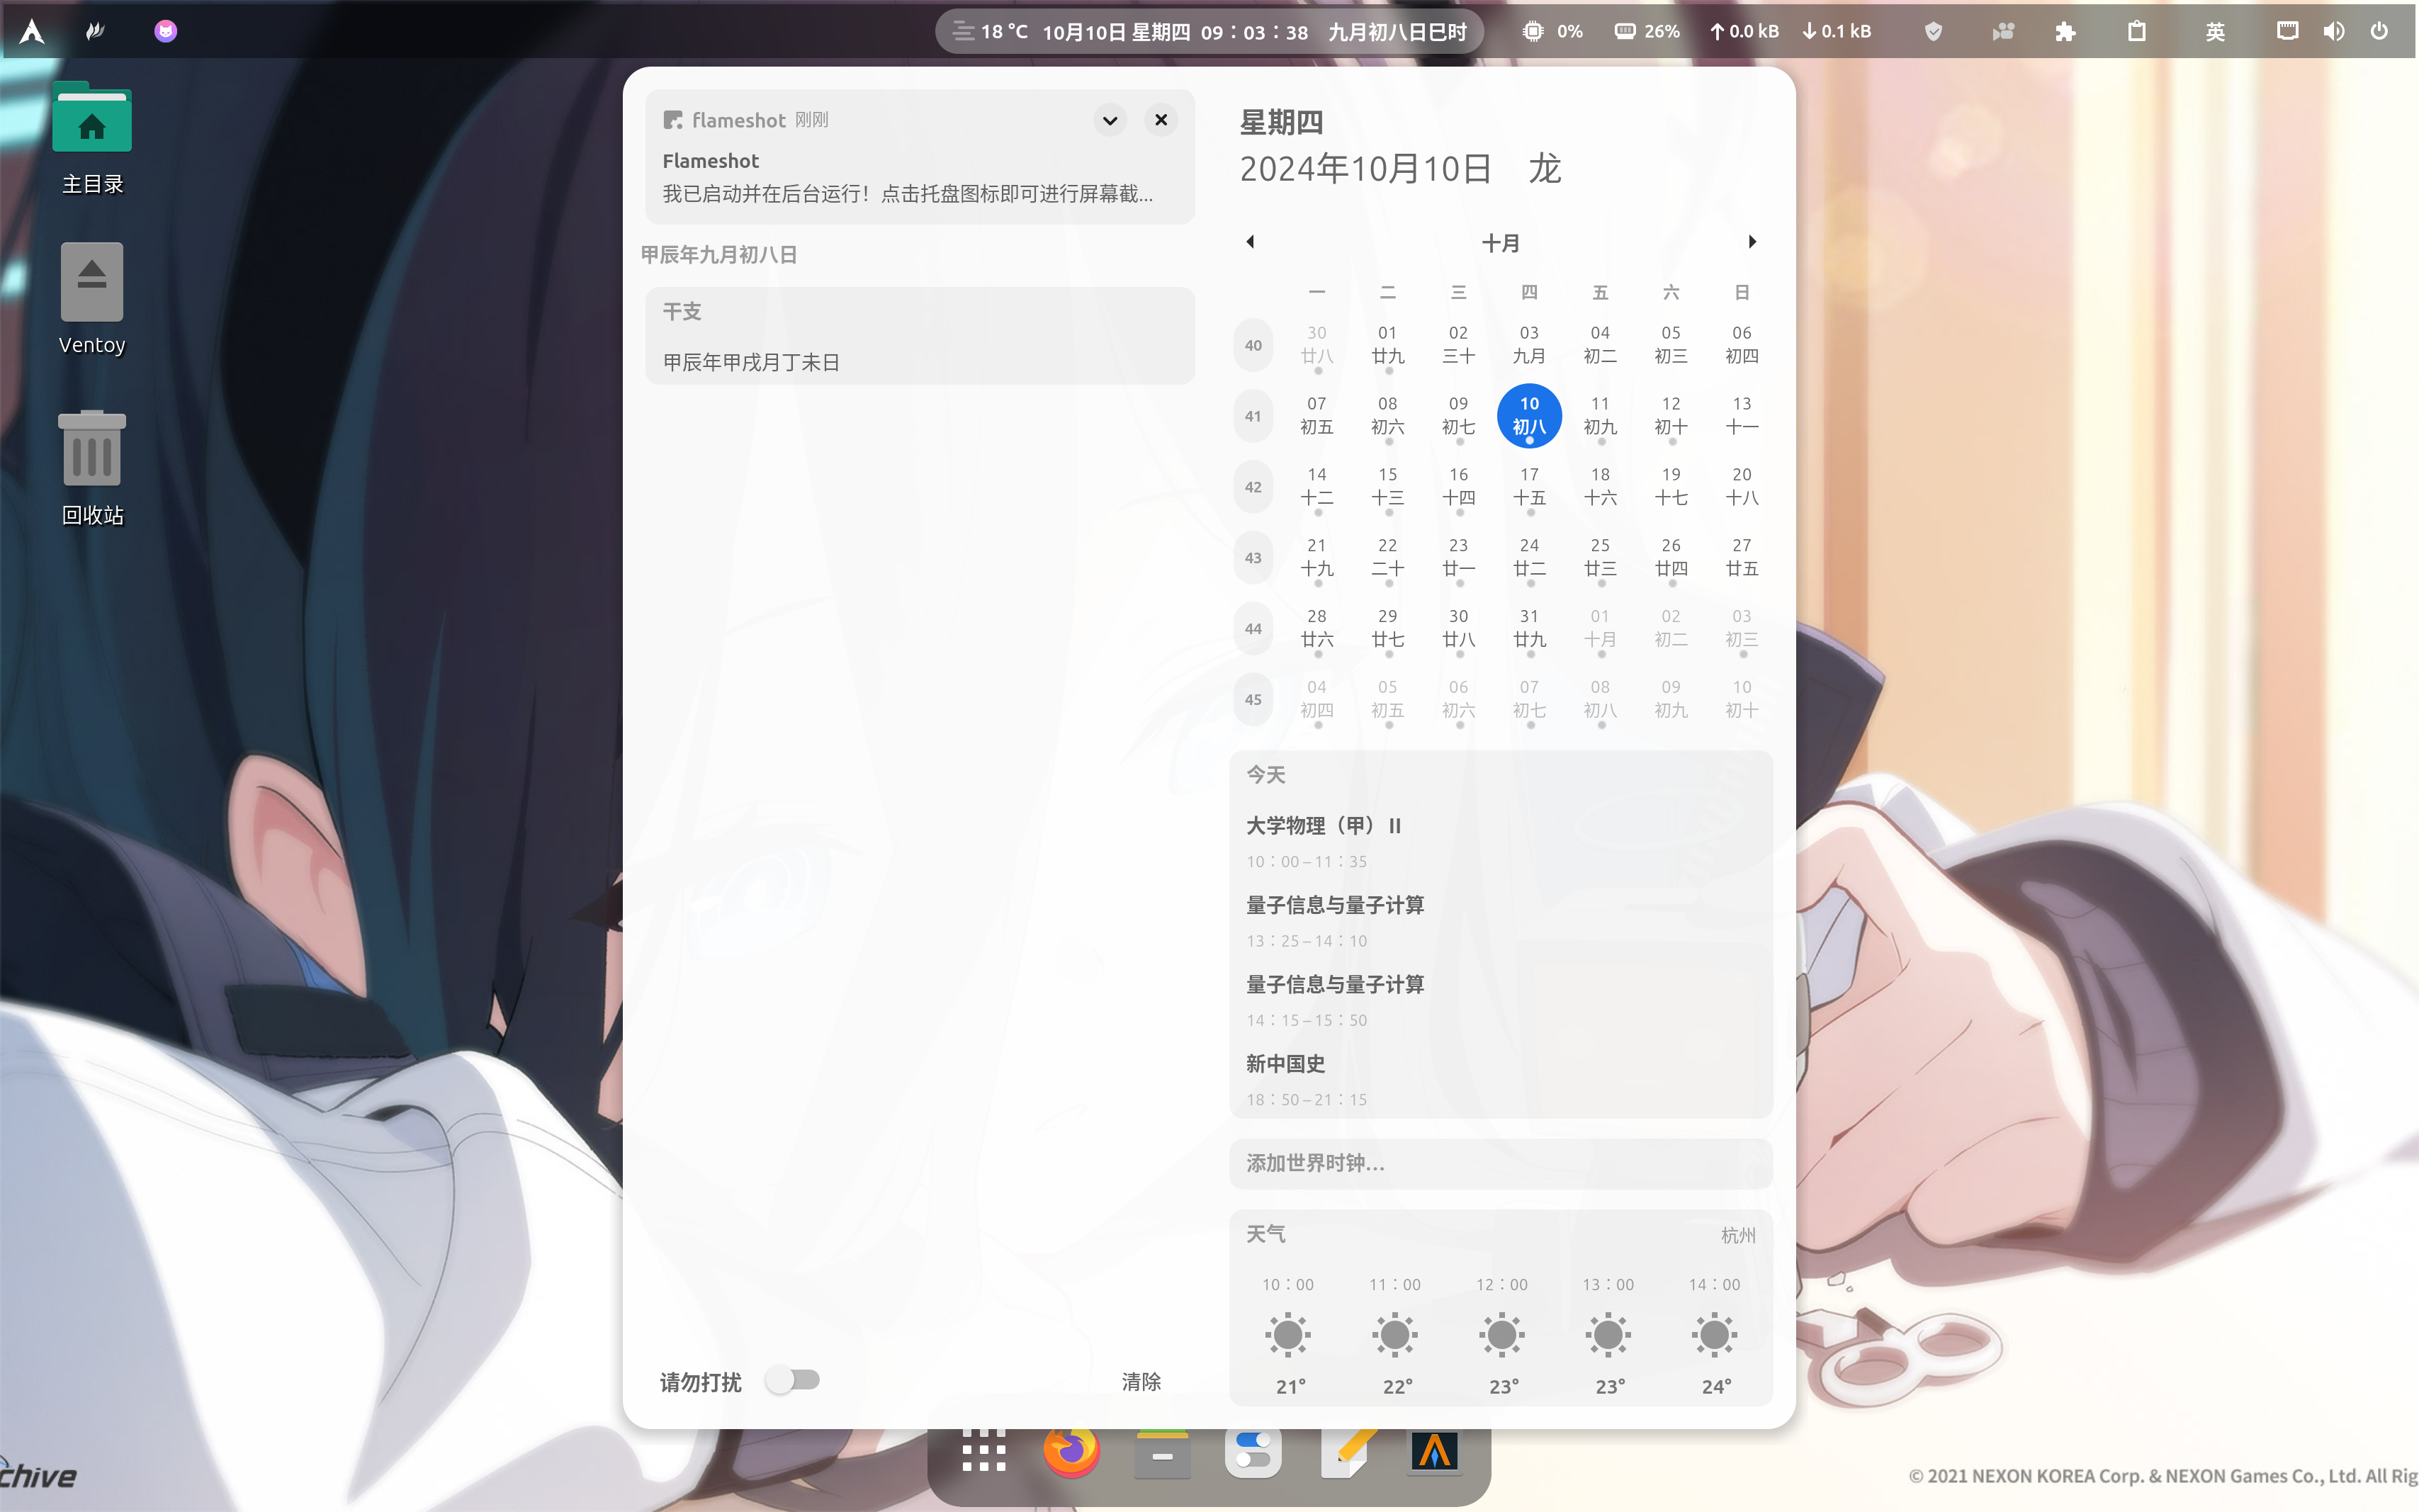 18 °C 10月10日 星期四 09：03：38 九月初八日巳时
0% 26% ↑0.0 kB ↓0.1 kB 英
主目录
Ventoy
回收站
flameshot 刚刚
Flameshot
我已启动并在后台运行！点击托盘图标即可进行屏幕截...
甲辰年九月初八日
干支
甲辰年甲戌月丁未日
请勿打扰
清除
星期四
2024年10月10日 龙
十月
一 二 三 四 五 六 日
40 30 01 02 03 04 05 06
廿八 廿九 三十 九月 初二 初三 初四
41 07 08 09 10 11 12 13
初五 初六 初七 初八 初九 初十 十一
42 14 15 16 17 18 19 20
十二 十三 十四 十五 十六 十七 十八
43 21 22 23 24 25 26 27
十九 二十 廿一 廿二 廿三 廿四 廿五
44 28 29 30 31 01 02 03
廿六 廿七 廿八 廿九 十月 初二 初三
45 04 05 06 07 08 09 10
初四 初五 初六 初七 初八 初九 初十
今天
大学物理（甲）II
10：00 – 11：35
量子信息与量子计算
13：25 – 14：10
量子信息与量子计算
14：15 – 15：50
新中国史
18：50 – 21：15
添加世界时钟...
天气 杭州
10：00 11：00 12：00 13：00 14：00
21° 22° 23° 23° 24°
chive
© 2021 NEXON KOREA Corp. & NEXON Games Co., Ltd. All Rig